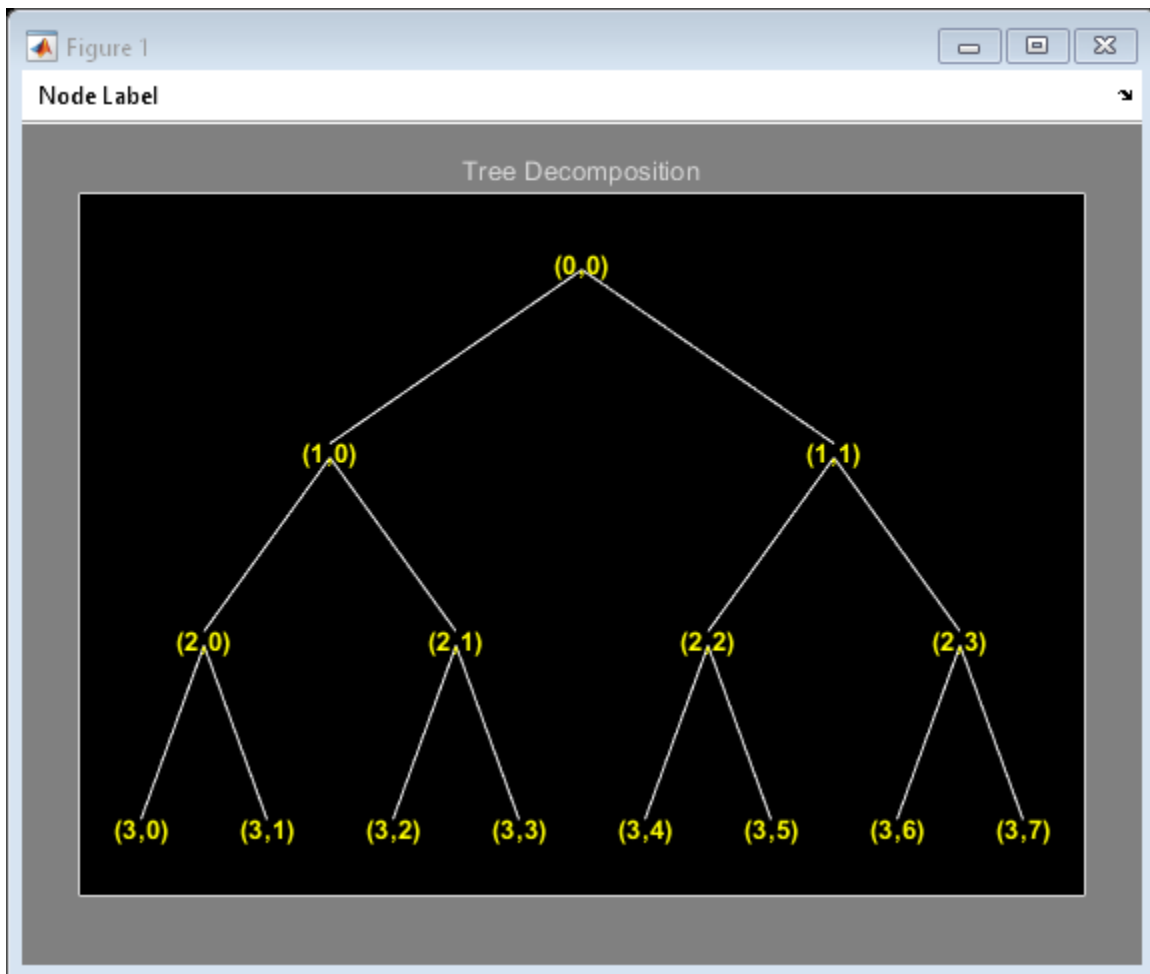 Figure 1
Node Label
Tree Decomposition
(0,0)
(1,0) (1,1)
(2,0) (2,1) (2,2) (2,3)
(3,0) (3,1) (3,2) (3,3) (3,4) (3,5) (3,6) (3,7)